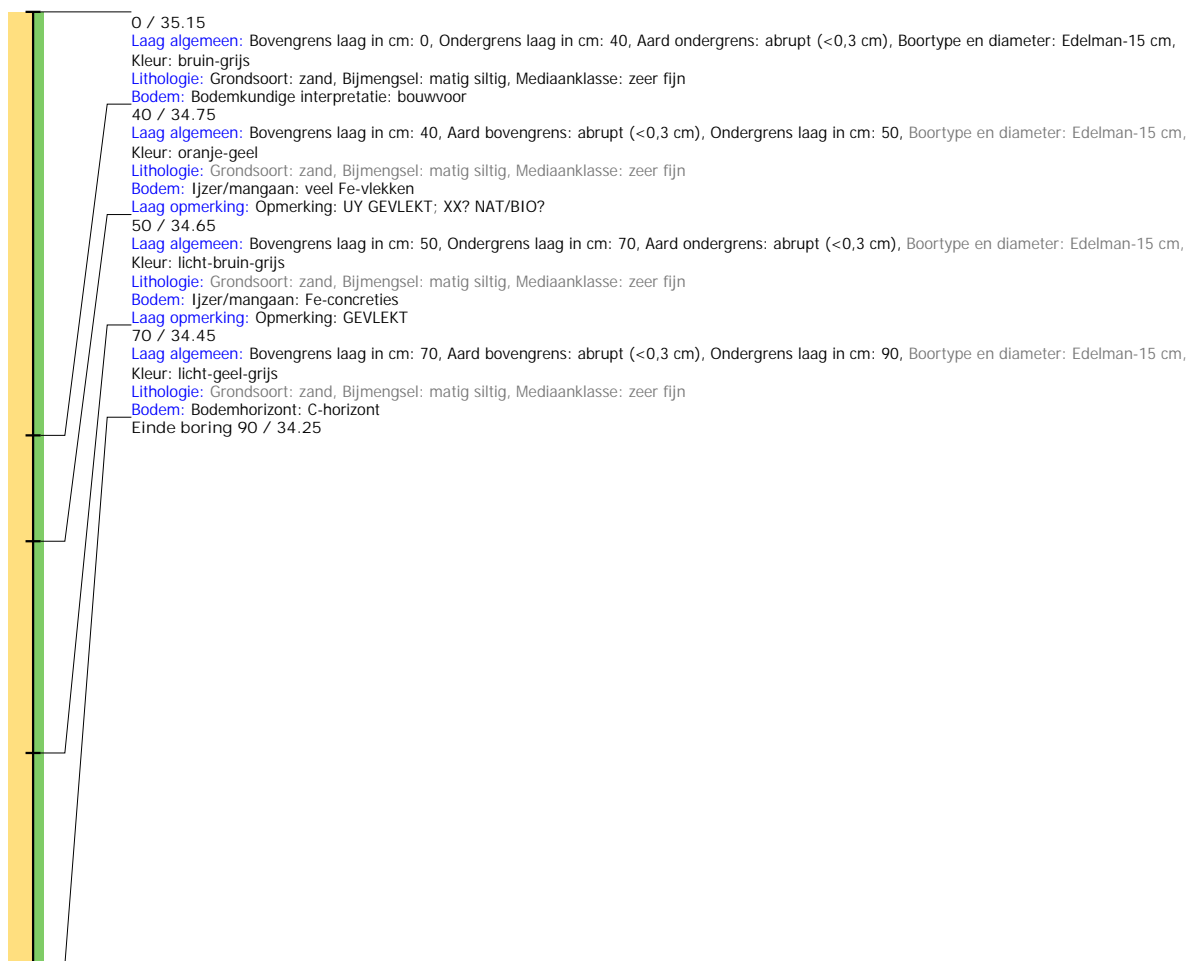 0 / 35.15
Laag algemeen: Bovengrens laag in cm: 0, Ondergrens laag in cm: 40, Aard ondergrens: abrupt (<0,3 cm), Boortype en diameter: Edelman-15 cm,
Kleur: bruin-grijs
Lithologie: Grondsoort: zand, Bijmengsel: matig siltig, Mediaanklasse: zeer fijn
Bodem: Bodemkundige interpretatie: bouwvoor
40 / 34.75
Laag algemeen: Bovengrens laag in cm: 40, Aard bovengrens: abrupt (<0,3 cm), Ondergrens laag in cm: 50, Boortype en diameter: Edelman-15 cm,
Kleur: oranje-geel
Lithologie: Grondsoort: zand, Bijmengsel: matig siltig, Mediaanklasse: zeer fijn
Bodem: Ijzer/mangaan: veel Fe-vlekken
Laag opmerking: Opmerking: UY GEVLEKT; XX? NAT/BIO?
50 / 34.65
Laag algemeen: Bovengrens laag in cm: 50, Ondergrens laag in cm: 70, Aard ondergrens: abrupt (<0,3 cm), Boortype en diameter: Edelman-15 cm,
Kleur: licht-bruin-grijs
Lithologie: Grondsoort: zand, Bijmengsel: matig siltig, Mediaanklasse: zeer fijn
Bodem: Ijzer/mangaan: Fe-concreties
Laag opmerking: Opmerking: GEVLEKT
70 / 34.45
Laag algemeen: Bovengrens laag in cm: 70, Aard bovengrens: abrupt (<0,3 cm), Ondergrens laag in cm: 90, Boortype en diameter: Edelman-15 cm,
Kleur: licht-geel-grijs
Lithologie: Grondsoort: zand, Bijmengsel: matig siltig, Mediaanklasse: zeer fijn
Bodem: Bodemhorizont: C-horizont
Einde boring 90 / 34.25